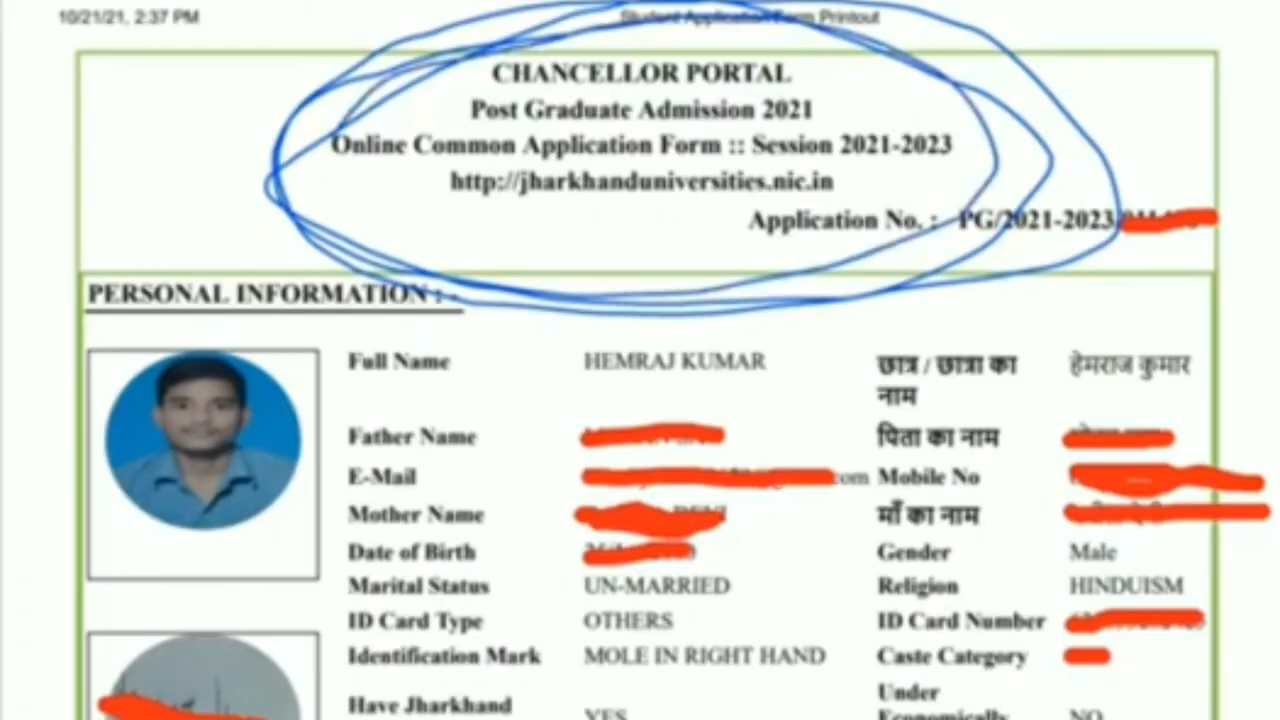 10/21/21, 2:37 PM Student Application Form Printout
CHANCELLOR PORTAL
Post Graduate Admission 2021
Online Common Application Form :: Session 2021-2023
http://jharkhanduniversities.nic.in
Application No. : PG/2021-2023/
PERSONAL INFORMATION : -
Full Name HEMRAJ KUMAR छात्र / छात्रा का हेमराज कुमार
नाम
Father Name पिता का नाम
E-Mail com Mobile No
Mother Name माँ का नाम
Date of Birth Gender Male
Marital Status UN-MARRIED Religion HINDUISM
ID Card Type OTHERS ID Card Number
Identification Mark MOLE IN RIGHT HAND Caste Category
Have Jharkhand YES Under
Economically NO